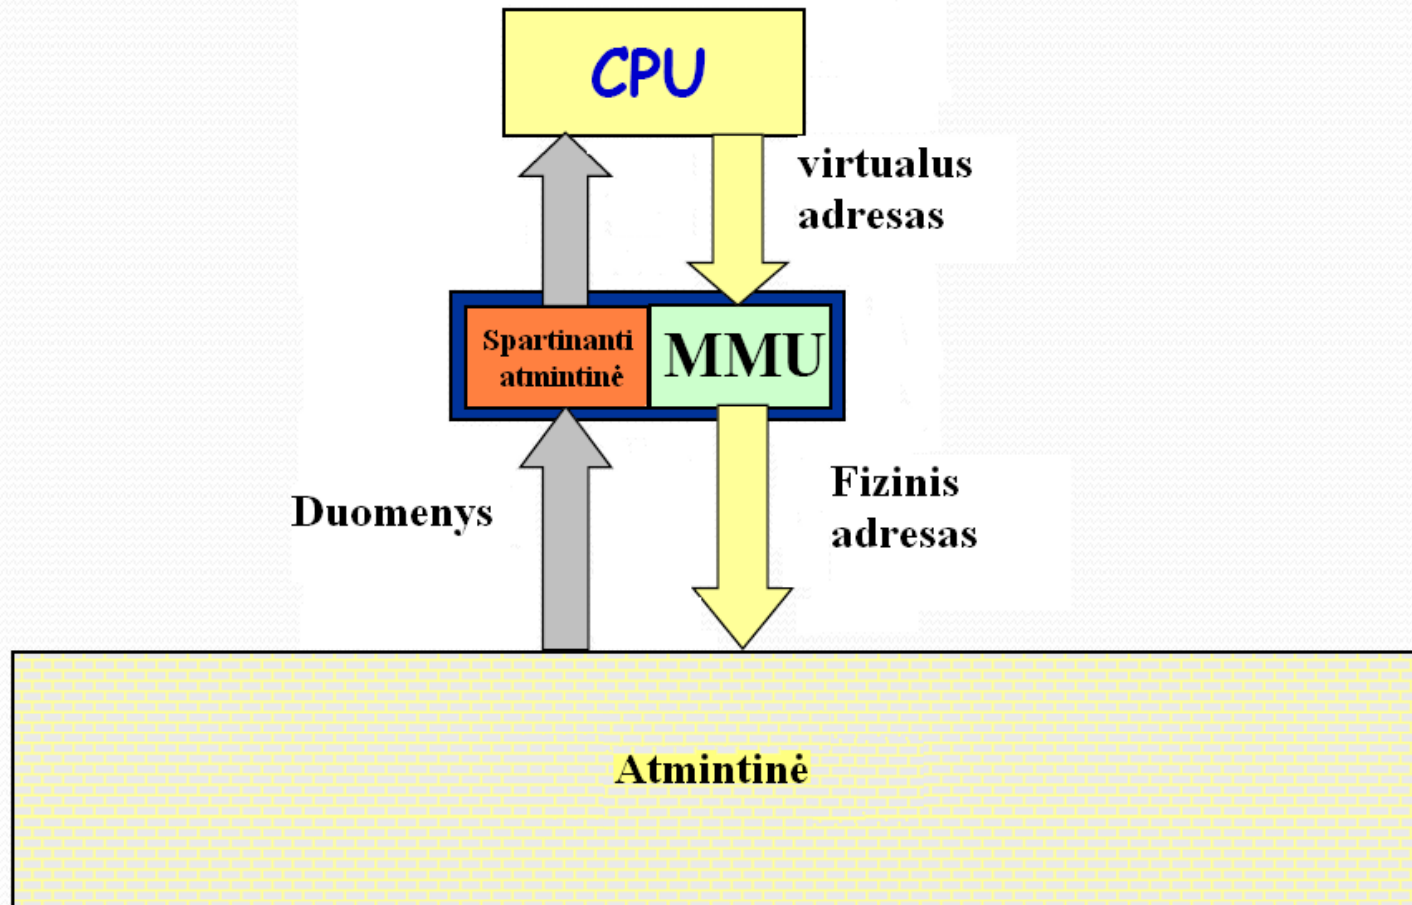 CPU
virtualus
adresas
Spartinanti
atmintinė
MMU
Duomenys
Fizinis
adresas
Atmintinė